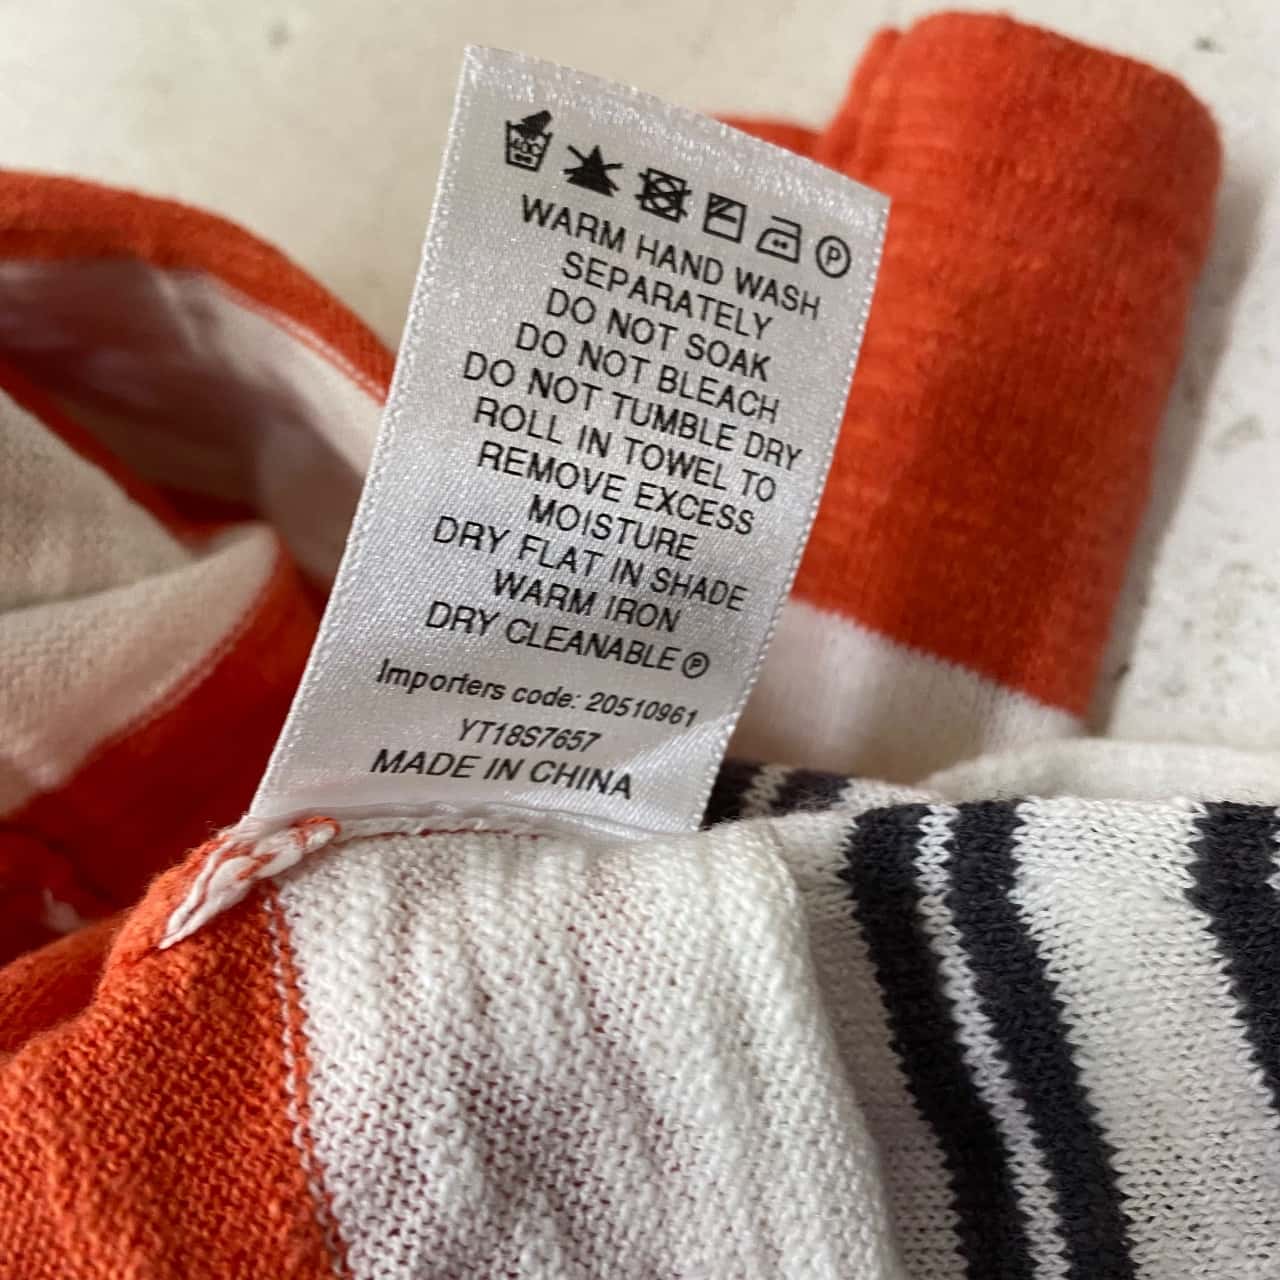 40C
P
WARM HAND WASH
SEPARATELY
DO NOT SOAK
DO NOT BLEACH
DO NOT TUMBLE DRY
ROLL IN TOWEL TO
REMOVE EXCESS
MOISTURE
DRY FLAT IN SHADE
WARM IRON
DRY CLEANABLE Ⓟ
Importers code: 20510961
YT18S7657
MADE IN CHINA